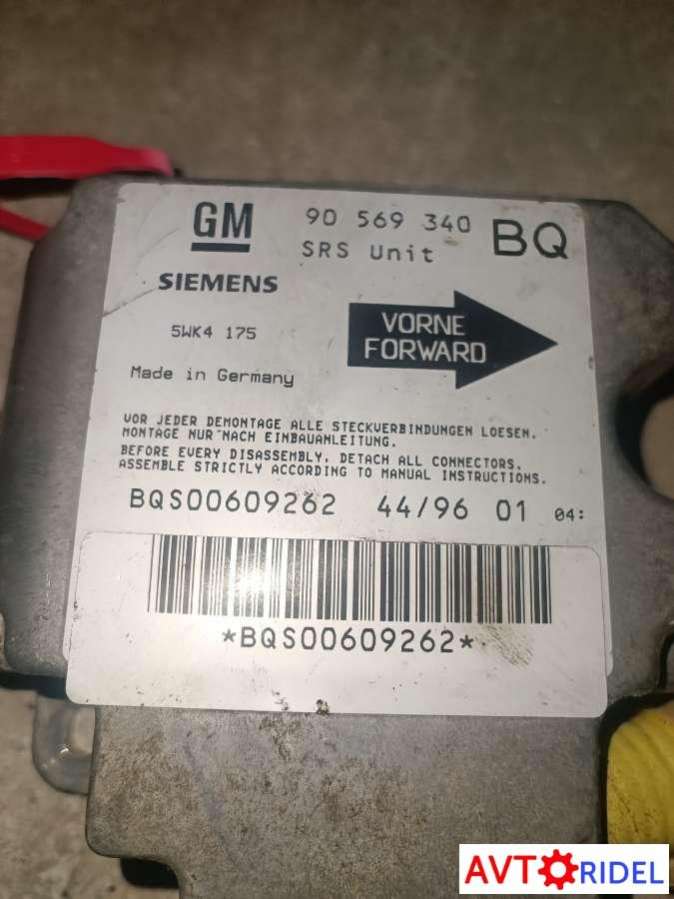 GM 90 569 340 BQ
SRS Unit
SIEMENS
5WK4 175
VORNE
FORWARD
Made in Germany
VOR JEDER DEMONTAGE ALLE STECKVERBINDUNGEN LOESEN.
MONTAGE NUR NACH EINBAUANLEITUNG.
BEFORE EVERY DISASSEMBLY, DETACH ALL CONNECTORS.
ASSEMBLE STRICTLY ACCORDING TO MANUAL INSTRUCTIONS.
BQS00609262 44/96 01 04:
*BQS00609262*
AVTORIDEL